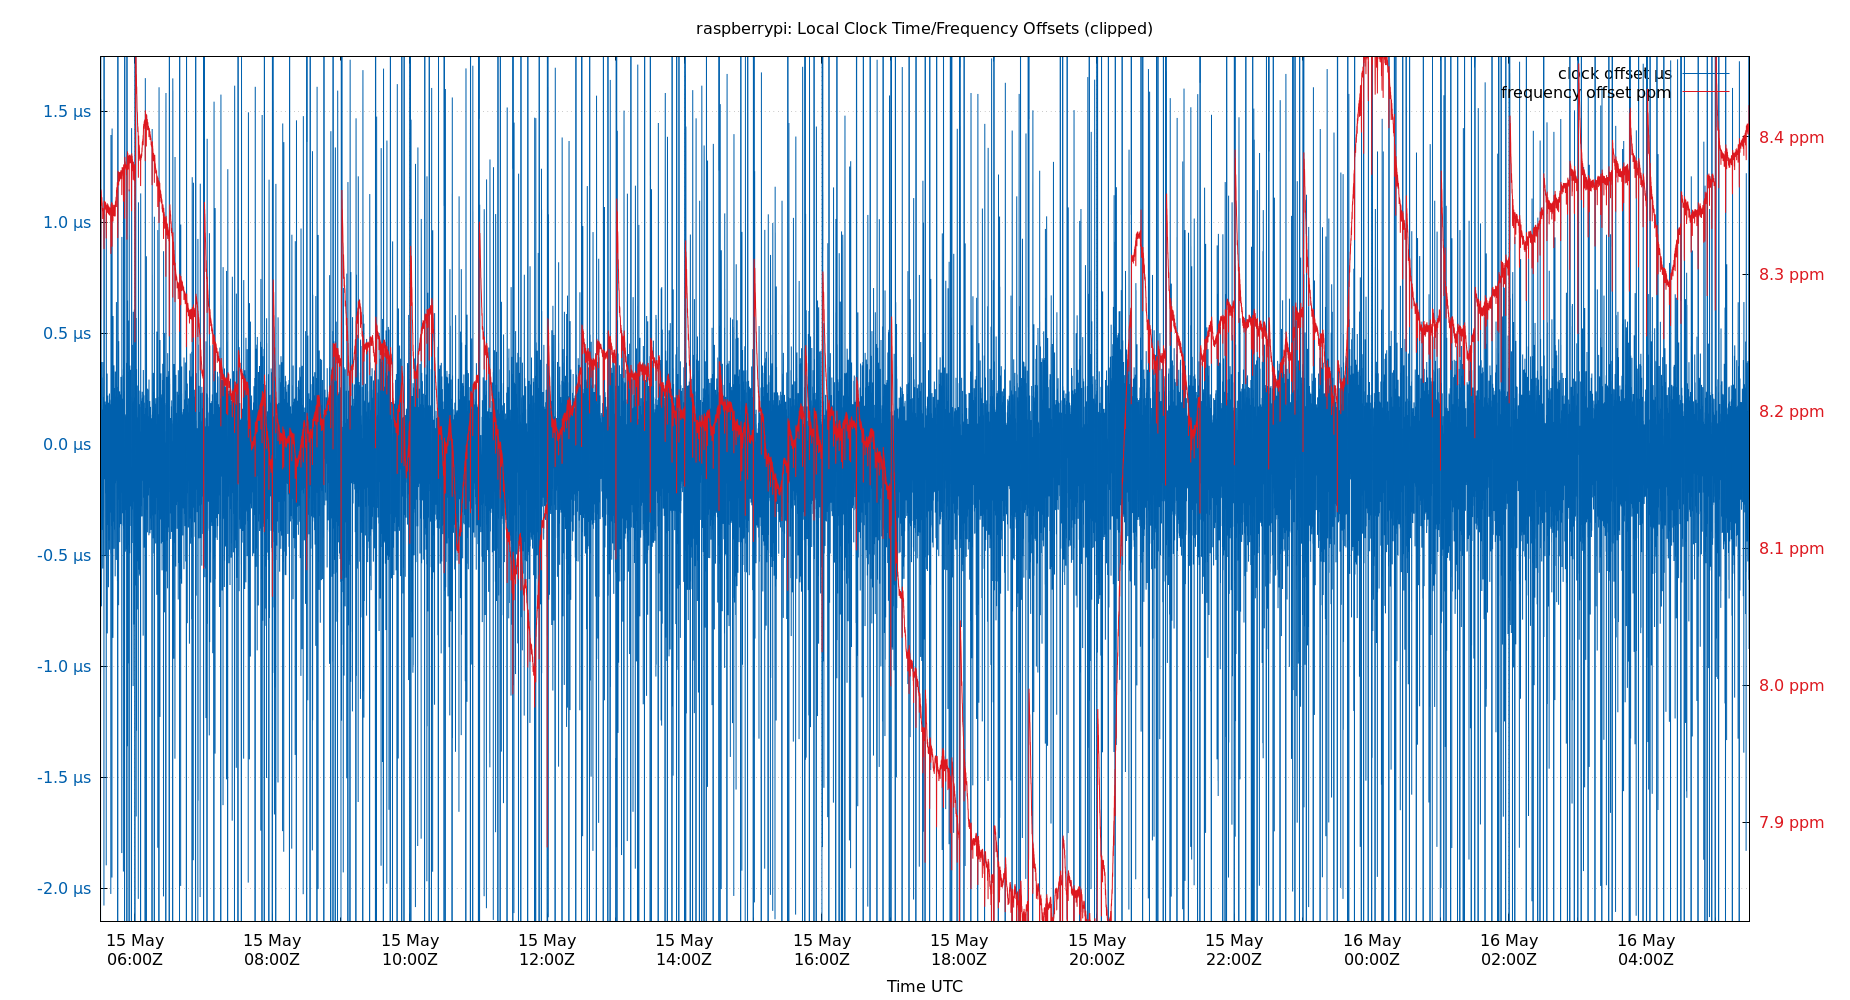 raspberrypi: Local Clock Time/Frequency Offsets (clipped)
clock offset µs
frequency offset ppm
1.5 µs
1.0 µs
0.5 µs
0.0 µs
-0.5 µs
-1.0 µs
-1.5 µs
-2.0 µs
8.4 ppm
8.3 ppm
8.2 ppm
8.1 ppm
8.0 ppm
7.9 ppm
15 May 15 May 15 May 15 May 15 May 15 May 15 May 15 May 15 May 16 May 16 May 16 May
06:00Z 08:00Z 10:00Z 12:00Z 14:00Z 16:00Z 18:00Z 20:00Z 22:00Z 00:00Z 02:00Z 04:00Z
Time UTC